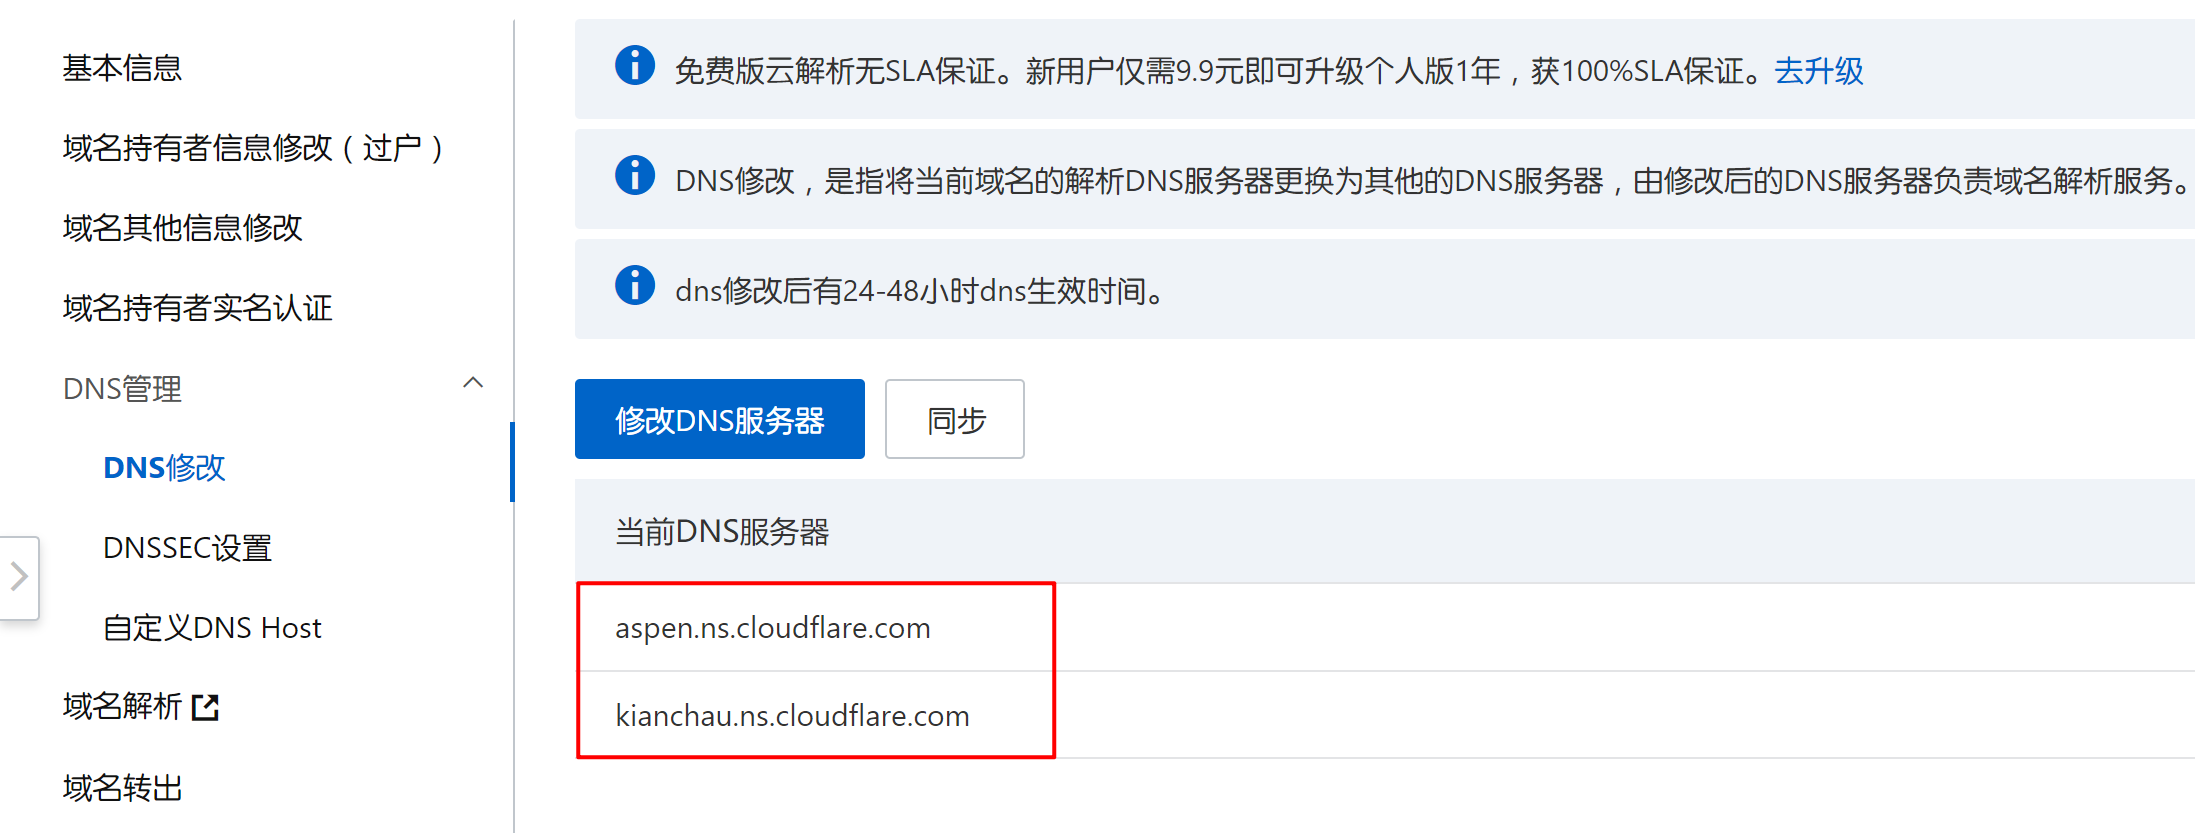 基本信息
域名持有者信息修改（过户）
域名其他信息修改
域名持有者实名认证
DNS管理
DNS修改
DNSSEC设置
自定义DNS Host
域名解析
域名转出
免费版云解析无SLA保证。新用户仅需9.9元即可升级个人版1年，获100%SLA保证。去升级
DNS修改，是指将当前域名的解析DNS服务器更换为其他的DNS服务器，由修改后的DNS服务器负责域名解析服务。
dns修改后有24-48小时dns生效时间。
修改DNS服务器
同步
当前DNS服务器
aspen.ns.cloudflare.com
kianchau.ns.cloudflare.com